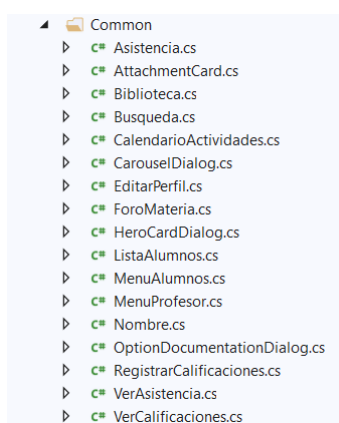 Common
C# Asistencia.cs
C# AttachmentCard.cs
C# Biblioteca.cs
C# Busqueda.cs
C# CalendarioActividades.cs
C# CarouselDialog.cs
C# EditarPerfil.cs
C# ForoMateria.cs
C# HeroCardDialog.cs
C# ListaAlumnos.cs
C# MenuAlumnos.cs
C# MenuProfesor.cs
C# Nombre.cs
C# OptionDocumentationDialog.cs
C# RegistrarCalificaciones.cs
C# VerAsistencia.cs
C# VerCalificaciones.cs